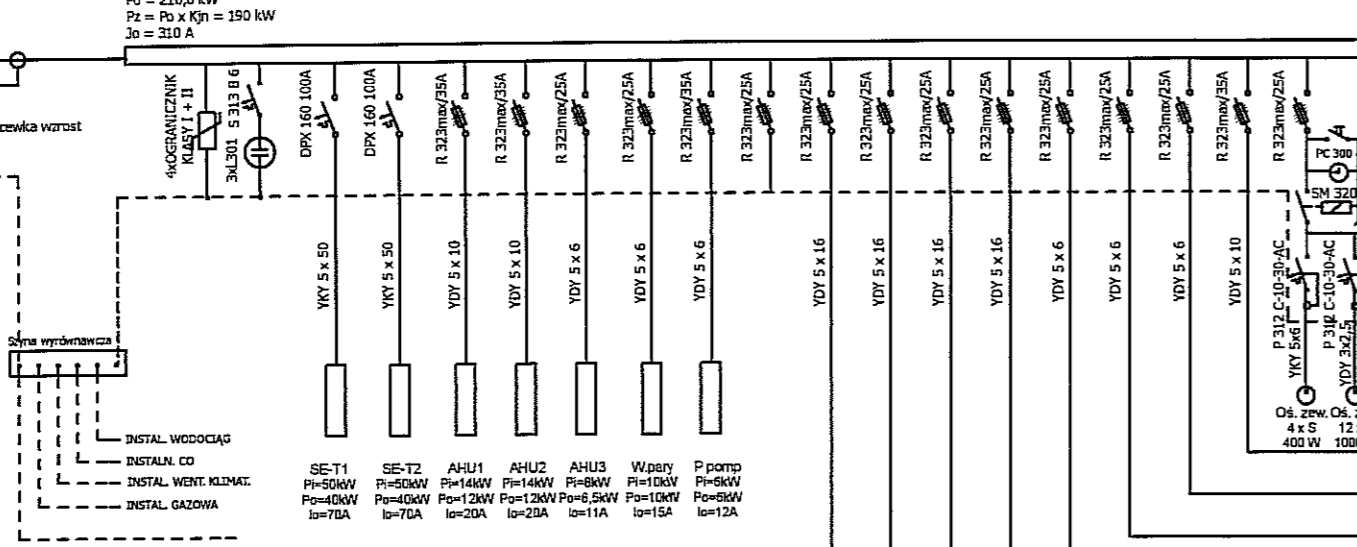 Pz = Po x Kjn = 190 kW
Jo = 310 A
cewka wzrost
4xOGRANICZNIK
KLASY I + II
3xL301 S 313 B 6
DPX 160 100A
DPX 160 100A
R 323max/35A
R 323max/35A
R 323max/25A
R 323max/25A
R 323max/35A
R 323max/25A
R 323max/25A
R 323max/25A
R 323max/25A
R 323max/25A
R 323max/25A
R 323max/25A
R 323max/25A
R 323max/35A
R 323max/25A
PC 300
SM 320
YKY 5 x 50
YKY 5 x 50
YDY 5 x 10
YDY 5 x 10
YDY 5 x 6
YDY 5 x 6
YDY 5 x 6
YDY 5 x 16
YDY 5 x 16
YDY 5 x 16
YDY 5 x 16
YDY 5 x 6
YDY 5 x 6
YDY 5 x 6
YDY 5 x 10
P 312 C-10-30-AC
YKY 5x6
P 312 C-10-30-AC
YDY 3x2,5
Szyna wyrównawcza
INSTAL. WODOCIĄG
INSTALN. CO
INSTAL. WENT. KLIMAT.
INSTAL. GAZOWA
SE-T1
Pi=50kW
Po=40kW
Io=70A
SE-T2
Pi=50kW
Po=40kW
Io=70A
AHU1
Pi=14kW
Po=12kW
Io=20A
AHU2
Pi=14kW
Po=12kW
Io=20A
AHU3
Pi=8kW
Po=6,5kW
Io=11A
W.pary
Pi=10kW
Po=10kW
Io=15A
P pomp
Pi=6kW
Po=6kW
Io=12A
Oś. zew.
4 x S
400 W
Oś.
12